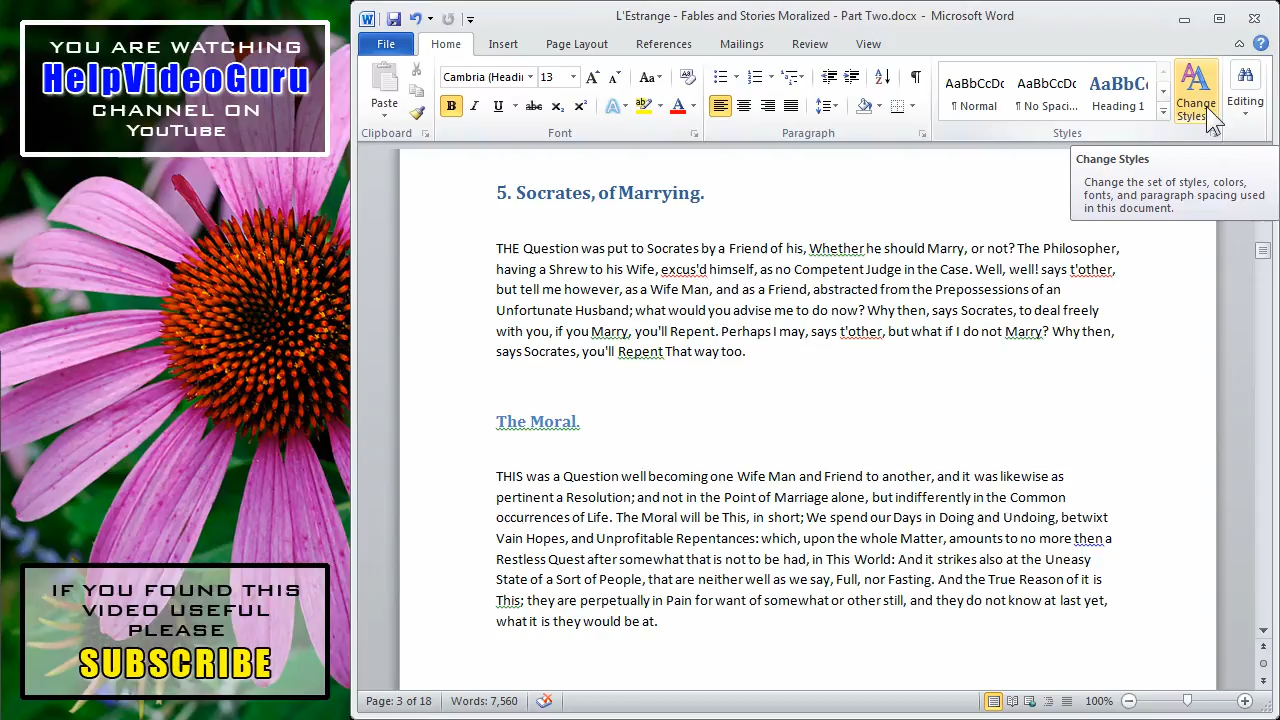 YOU ARE WATCHING
HelpVideoGuru
CHANNEL ON
YouTube
IF YOU FOUND THIS
VIDEO USEFUL
PLEASE
SUBSCRIBE
L'Estrange - Fables and Stories Moralized - Part Two.docx - Microsoft Word
File Home Insert Page Layout References Mailings Review View
Paste
Clipboard
Cambria (Headi 13
Font
Paragraph
AaBbCcDc AaBbCcDc AaBbC
¶ Normal ¶ No Spaci... Heading 1
Styles
Change
Styles
Editing
Change Styles
Change the set of styles, colors,
fonts, and paragraph spacing used
in this document.
5. Socrates, of Marrying.
THE Question was put to Socrates by a Friend of his, Whether he should Marry, or not? The Philosopher,
having a Shrew to his Wife, excus'd himself, as no Competent Judge in the Case. Well, well! says t'other,
but tell me however, as a Wife Man, and as a Friend, abstracted from the Prepossessions of an
Unfortunate Husband; what would you advise me to do now? Why then, says Socrates, to deal freely
with you, if you Marry, you'll Repent. Perhaps I may, says t'other, but what if I do not Marry? Why then,
says Socrates, you'll Repent That way too.
The Moral.
THIS was a Question well becoming one Wife Man and Friend to another, and it was likewise as
pertinent a Resolution; and not in the Point of Marriage alone, but indifferently in the Common
occurrences of Life. The Moral will be This, in short; We spend our Days in Doing and Undoing, betwixt
Vain Hopes, and Unprofitable Repentances: which, upon the whole Matter, amounts to no more then a
Restless Quest after somewhat that is not to be had, in This World: And it strikes also at the Uneasy
State of a Sort of People, that are neither well as we say, Full, nor Fasting. And the True Reason of it is
This; they are perpetually in Pain for want of somewhat or other still, and they do not know at last yet,
what it is they would be at.
Page: 3 of 18 Words: 7,560 100%